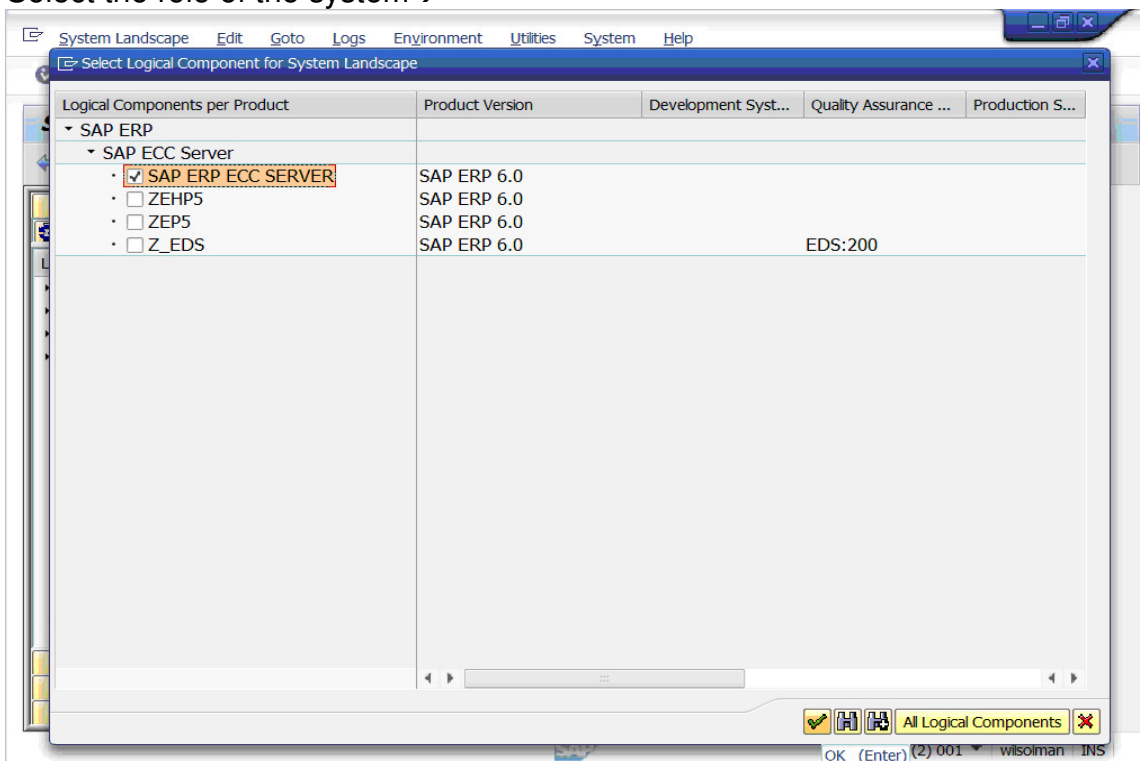 Select the role of the system
System Landscape Edit Goto Logs Environment Utilities System Help
Select Logical Component for System Landscape
Logical Components per Product Product Version Development Syst... Quality Assurance ... Production S...
SAP ERP
SAP ECC Server
SAP ERP ECC SERVER SAP ERP 6.0
ZEHP5 SAP ERP 6.0
ZEP5 SAP ERP 6.0
Z_EDS SAP ERP 6.0 EDS:200
All Logical Components
SAP OK (Enter) (2) 001 wilsolman INS